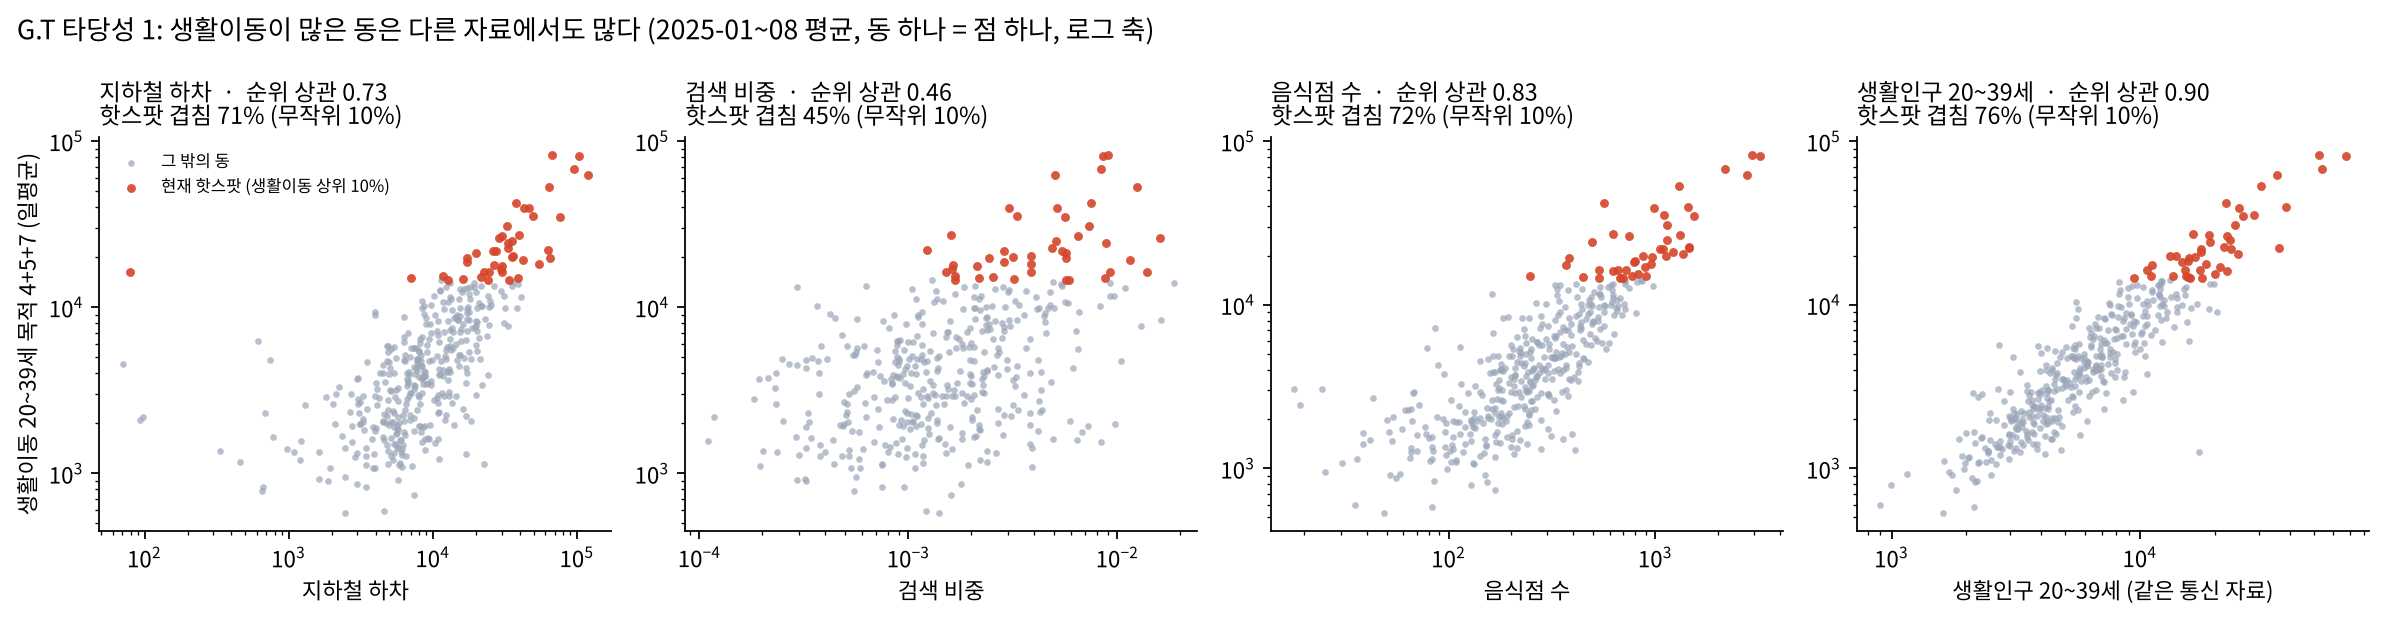 G.T 타당성 1: 생활이동이 많은 동은 다른 자료에서도 많다 (2025-01~08 평균, 동 하나 = 점 하나, 로그 축)
지하철 하차 · 순위 상관 0.73
핫스팟 겹침 71% (무작위 10%)
생활이동 20~39세 목적 4+5+7 (일평균)
10⁵
10⁴
10³
그 밖의 동
현재 핫스팟 (생활이동 상위 10%)
10² 10³ 10⁴ 10⁵
지하철 하차
검색 비중 · 순위 상관 0.46
핫스팟 겹침 45% (무작위 10%)
10⁵
10⁴
10³
10⁻⁴ 10⁻³ 10⁻²
검색 비중
음식점 수 · 순위 상관 0.83
핫스팟 겹침 72% (무작위 10%)
10⁵
10⁴
10³
10² 10³
음식점 수
생활인구 20~39세 · 순위 상관 0.90
핫스팟 겹침 76% (무작위 10%)
10⁵
10⁴
10³
10³ 10⁴
생활인구 20~39세 (같은 통신 자료)